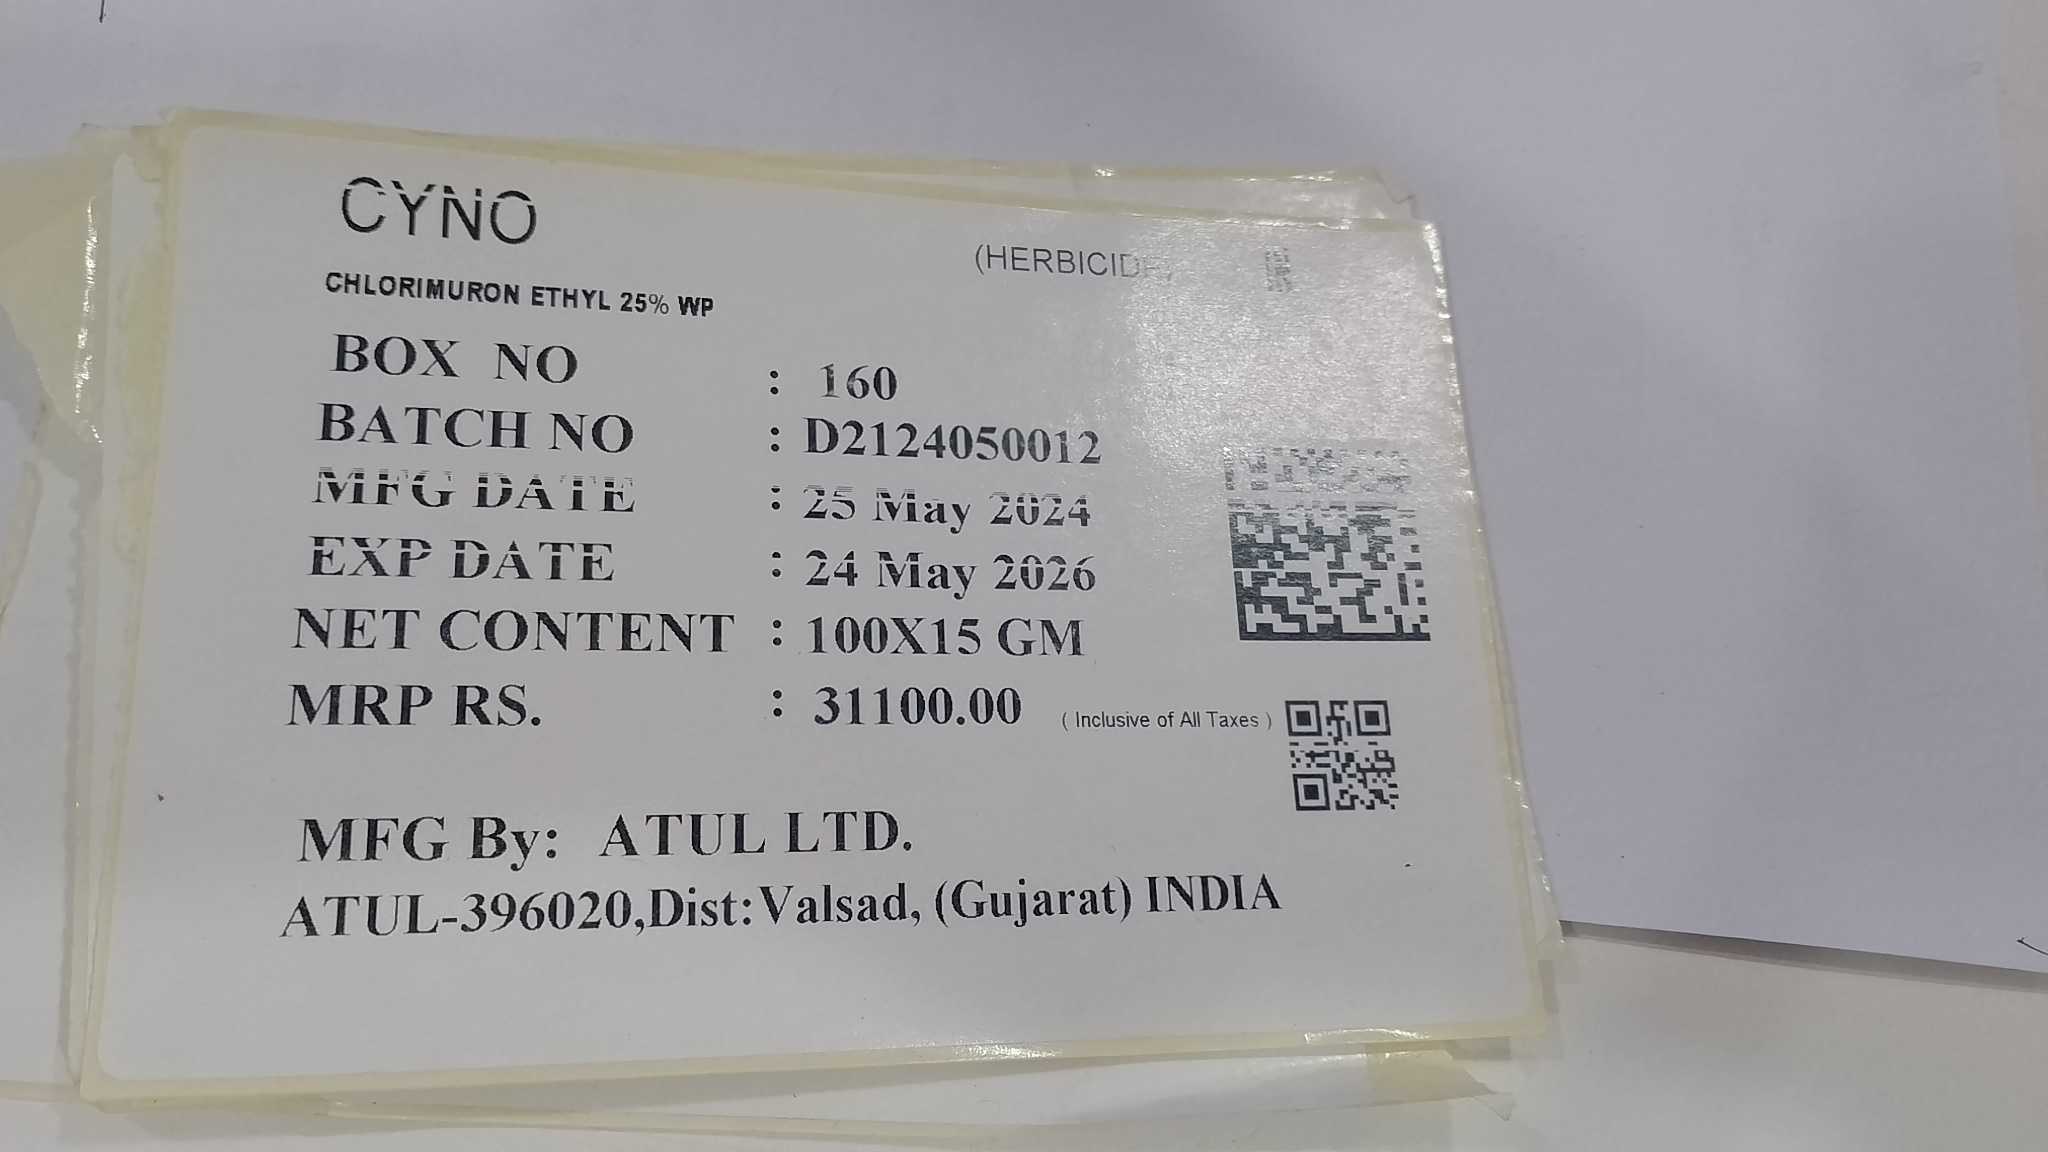 CYNO
(HERBICIDE)
CHLORIMURON ETHYL 25% WP
BOX NO : 160
BATCH NO : D2124050012
MFG DATE : 25 May 2024
EXP DATE : 24 May 2026
NET CONTENT : 100X15 GM
MRP RS. : 31100.00 ( Inclusive of All Taxes )
MFG By: ATUL LTD.
ATUL-396020,Dist:Valsad, (Gujarat) INDIA